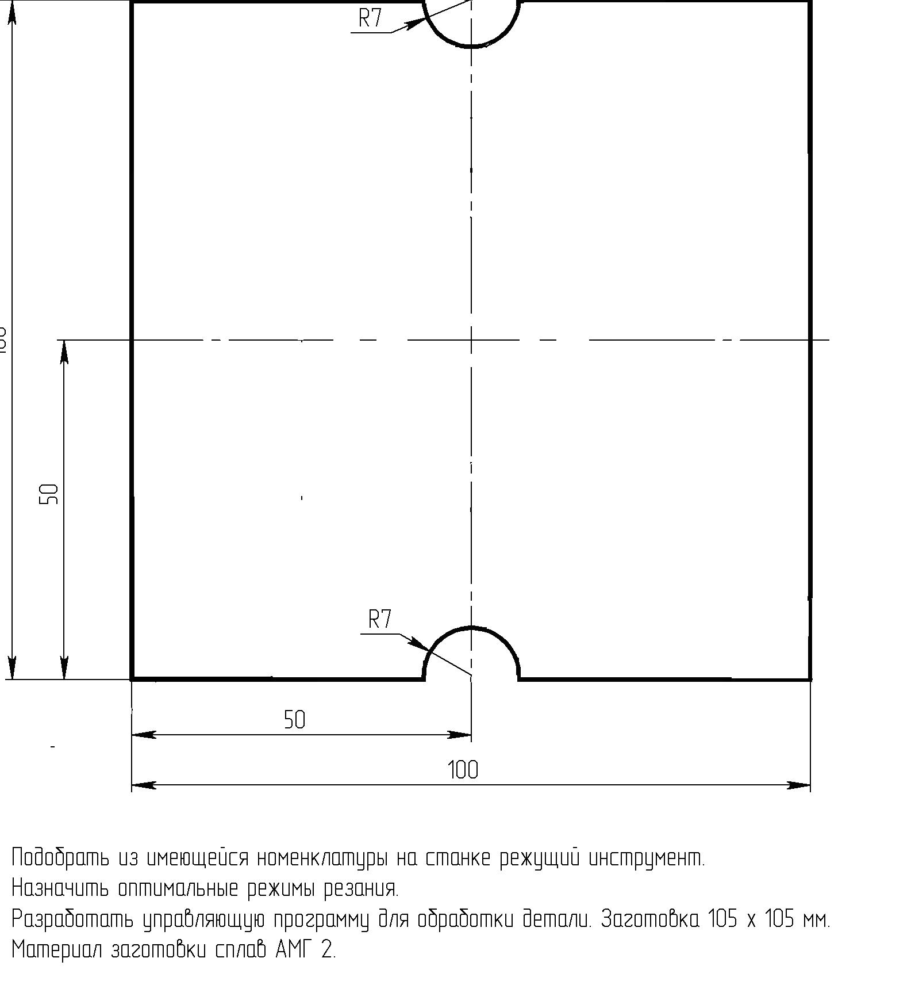 R7
50
R7
50
100
Подобрать из имеющейся номенклатуры на станке режущий инструмент.
Назначить оптимальные режимы резания.
Разработать управляющую программу для обработки детали. Заготовка 105 х 105 мм.
Материал заготовки сплав АМГ 2.